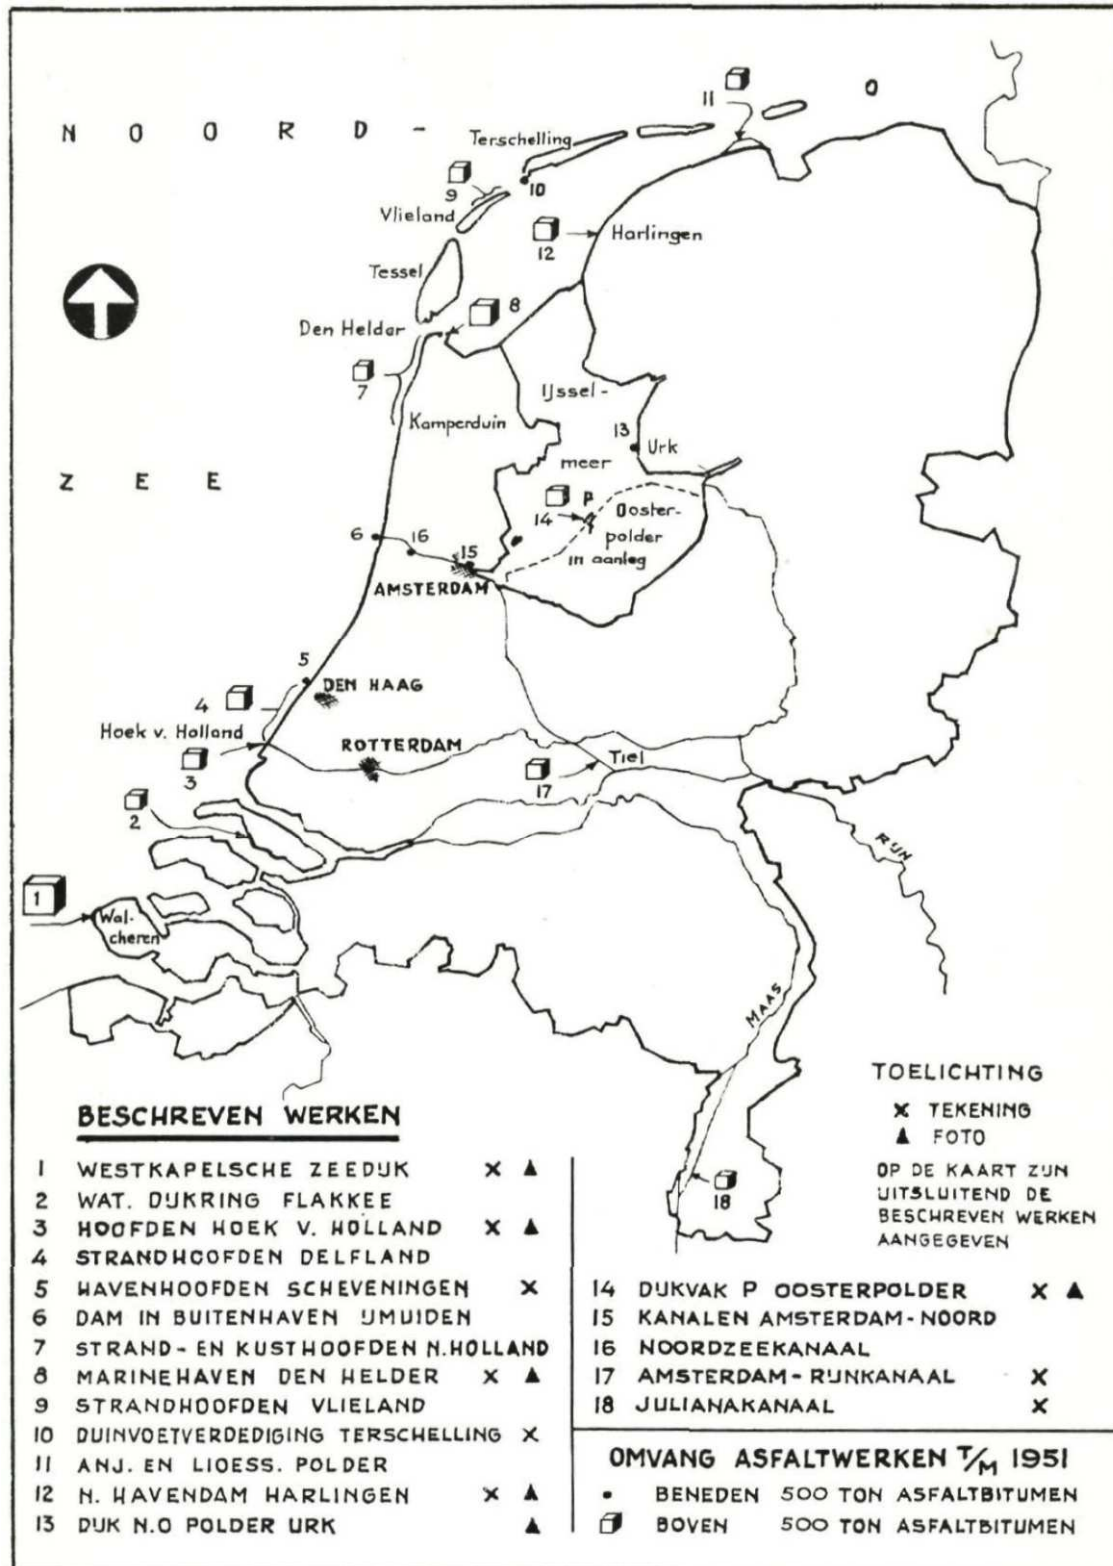 N O O R D -
Z E E
11
Terschelling
9
10
Vlieland
12
Harlingen
Tessel
8
Den Heldar
7
IJssel -
Kamperduin
13
Urk
meer
P
14
Ooster-
polder
in aanleg
6
16
15
AMSTERDAM
5
DEN HAAG
4
Hoek v. Holland
ROTTERDAM
3
Tiel
17
2
RIJN
1
Wal-
cheren
MAAS
18
TOELICHTING
x TEKENING
▲ FOTO
OP DE KAART ZIJN
UITSLUITEND DE
BESCHREVEN WERKEN
AANGEGEVEN
BESCHREVEN WERKEN
1 WESTKAPELSCHE ZEEDIJK x ▲
2 WAT. DIJKRING FLAKKEE
3 HOOFDEN HOEK V. HOLLAND x ▲
4 STRANDHOOFDEN DELFLAND
5 HAVENHOOFDEN SCHEVENINGEN x
6 DAM IN BUITENHAVEN IJMUIDEN
7 STRAND- EN KUSTHOOFDEN N.HOLLAND
8 MARINEHAVEN DEN HELDER x ▲
9 STRANDHOOFDEN VLIELAND
10 DUINVOETVERDEDIGING TERSCHELLING x
11 ANJ. EN LIOESS. POLDER
12 N. HAVENDAM HARLINGEN x ▲
13 DIJK N.O POLDER URK ▲
14 DIJKVAK P OOSTERPOLDER x ▲
15 KANALEN AMSTERDAM-NOORD
16 NOORDZEEKANAAL
17 AMSTERDAM-RIJNKANAAL x
18 JULIANAKANAAL x
OMVANG ASFALTWERKEN T/M 1951
• BENEDEN 500 TON ASFALTBITUMEN
BOVEN 500 TON ASFALTBITUMEN